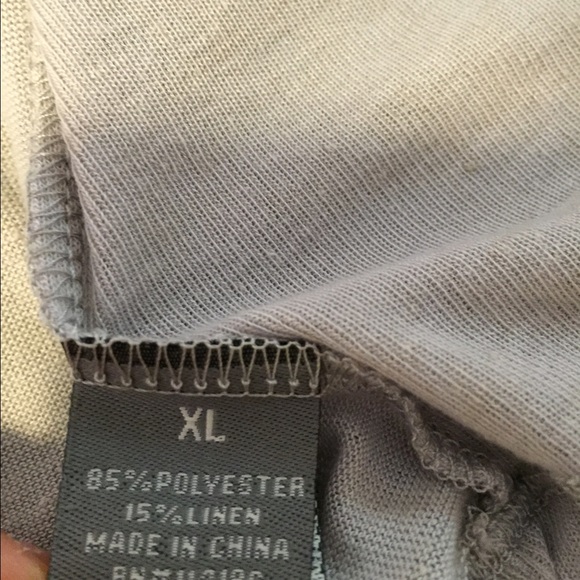 XL
85%POLYESTER
15%LINEN
MADE IN CHINA